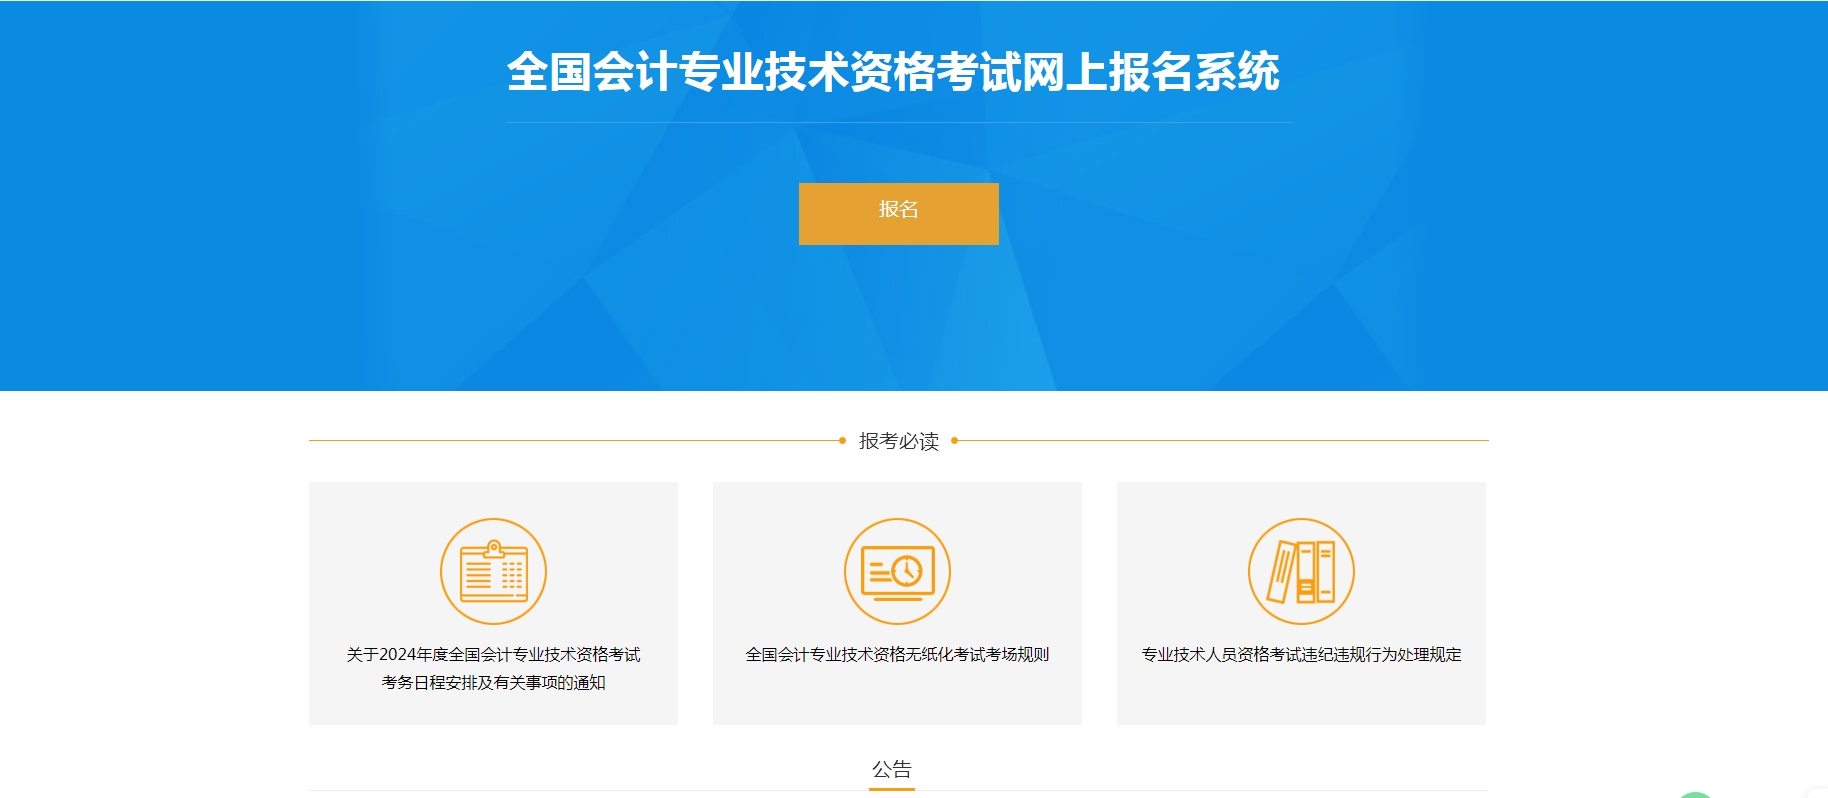 全国会计专业技术资格考试网上报名系统
报名
报考必读
关于2024年度全国会计专业技术资格考试
考务日程安排及有关事项的通知
全国会计专业技术资格无纸化考试考场规则
专业技术人员资格考试违纪违规行为处理规定
公告